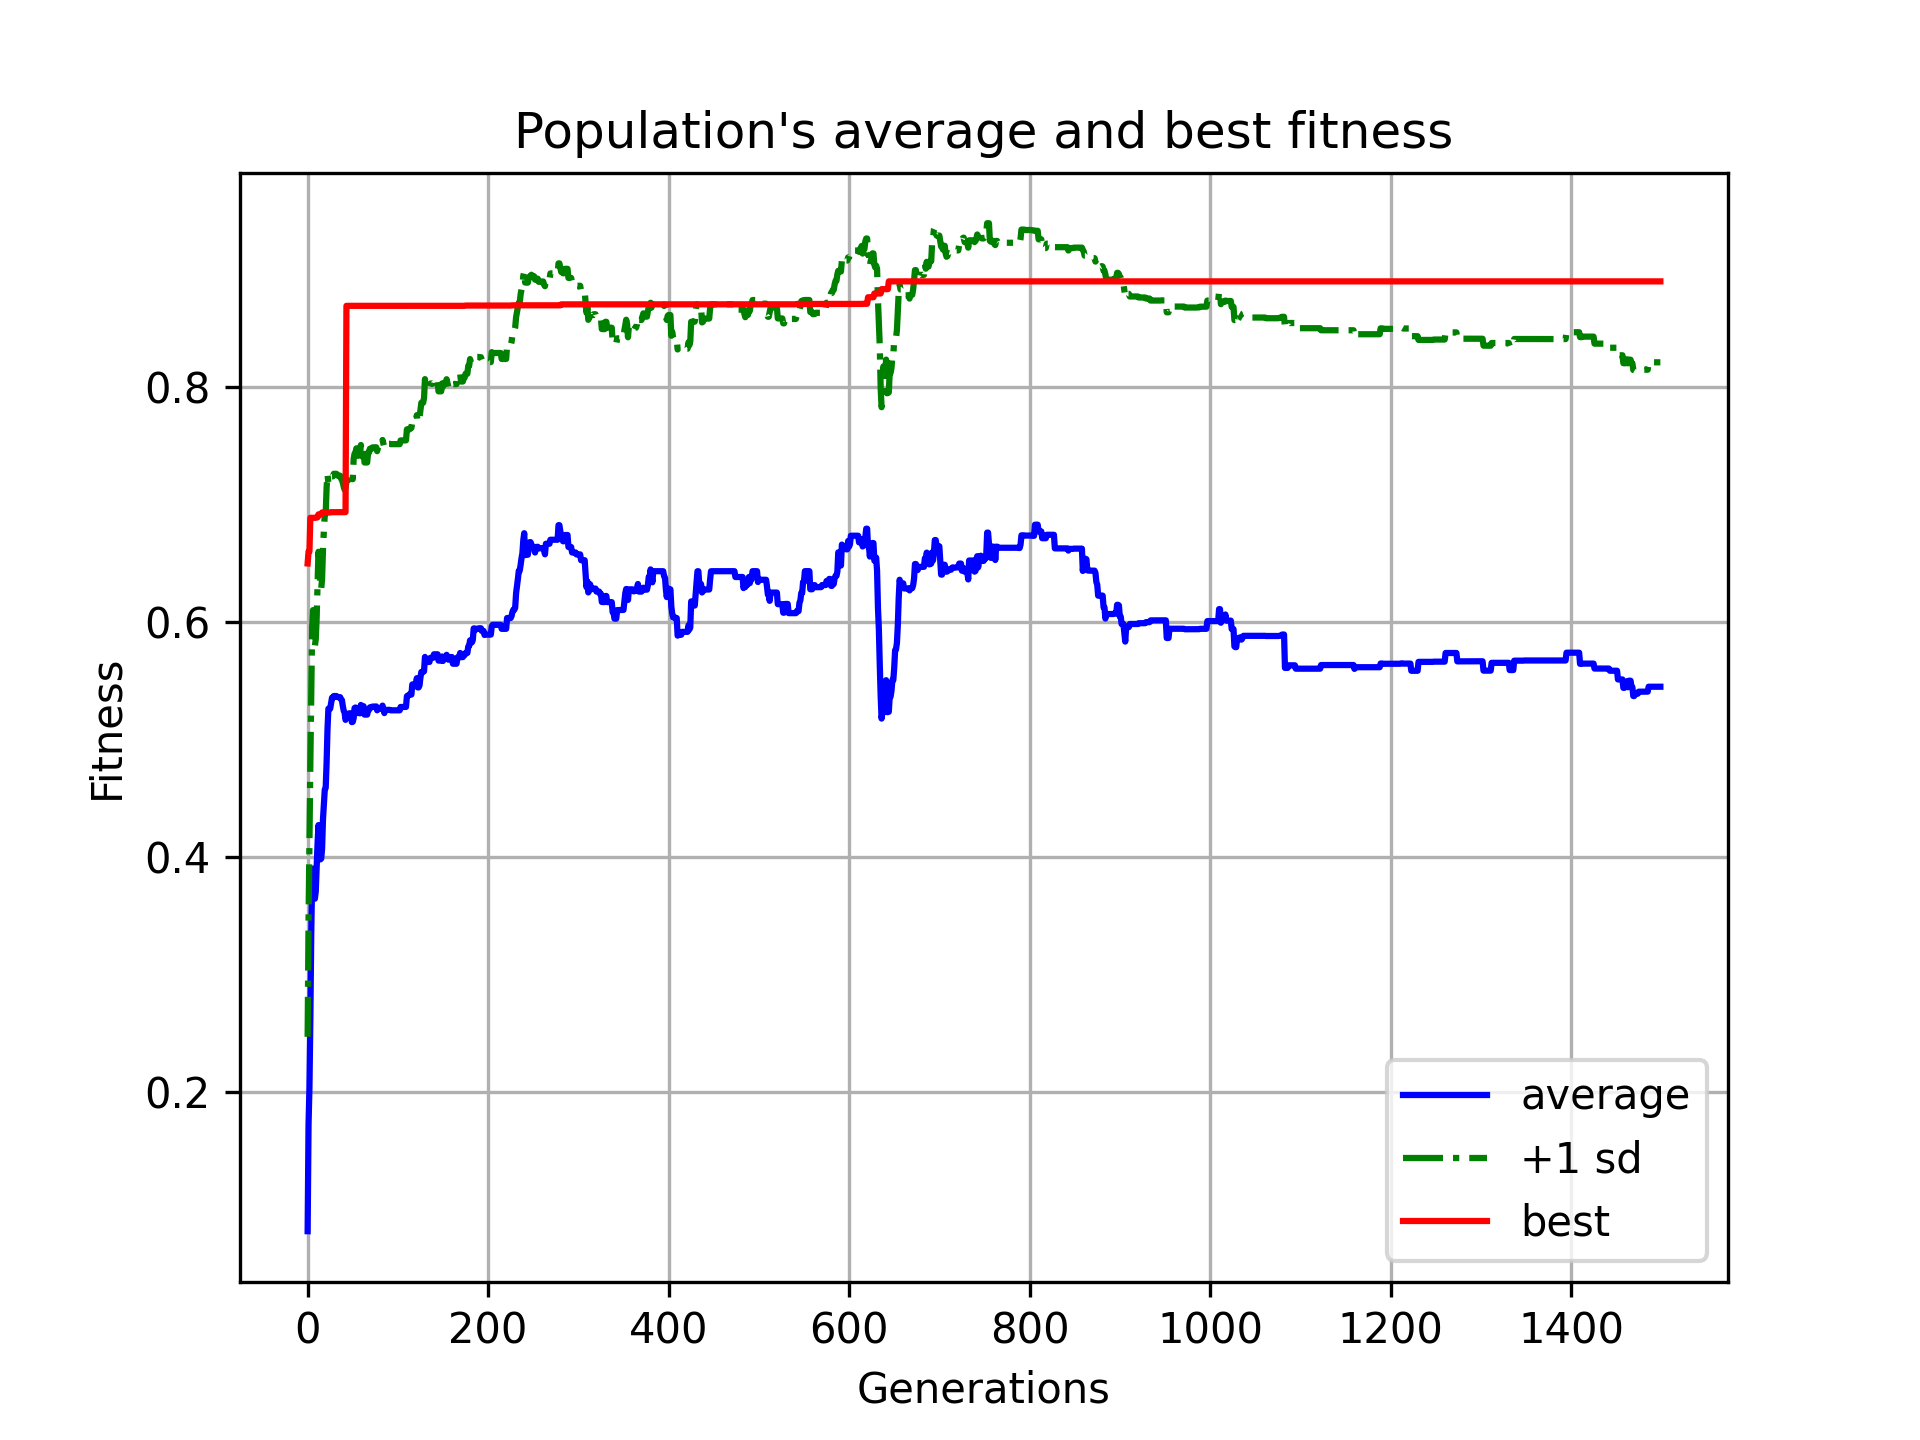 Population's average and best fitness
Fitness
0.8
0.6
0.4
0.2
0 200 400 600 800 1000 1200 1400
Generations
average
+1 sd
best